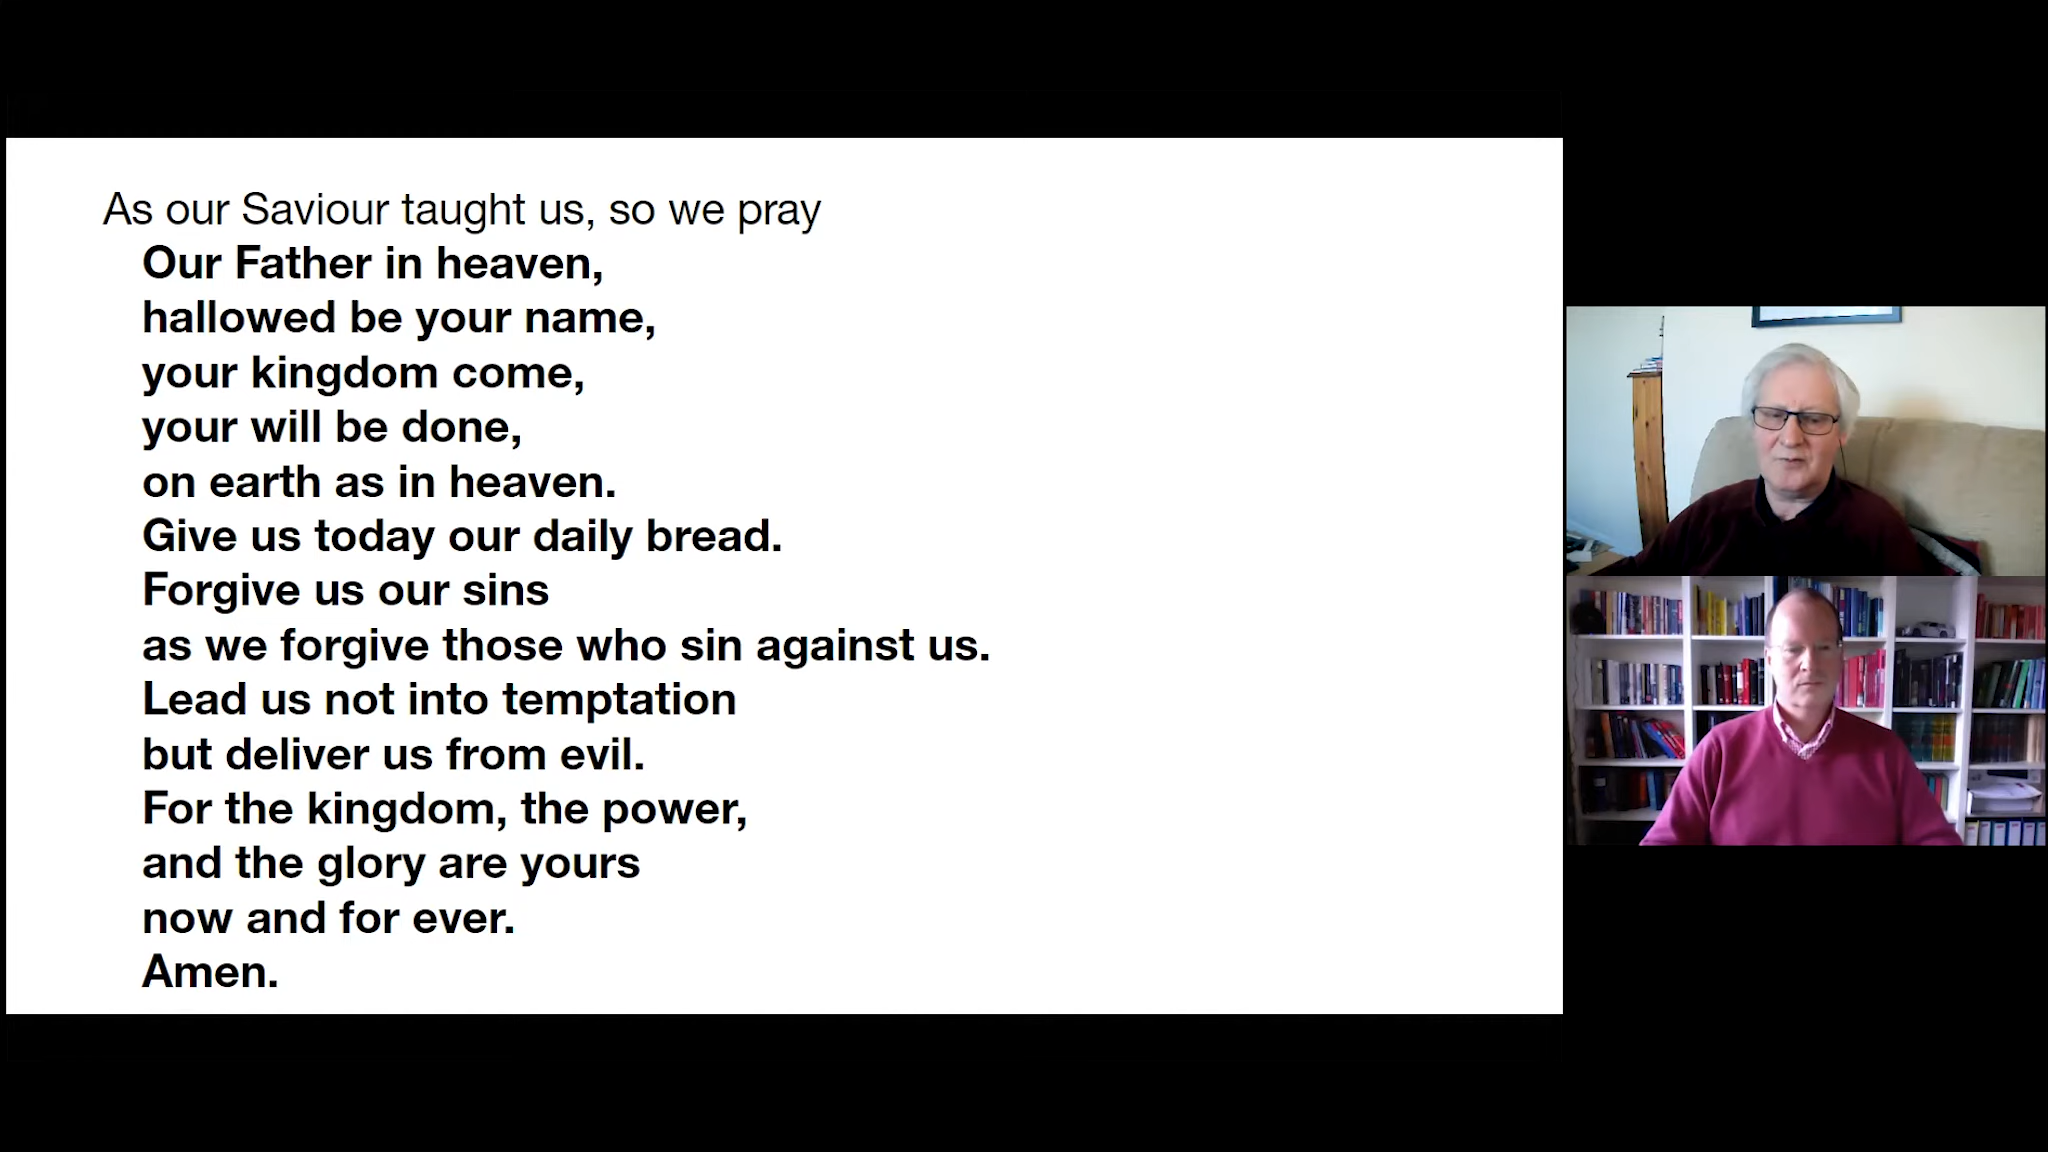 As our Saviour taught us, so we pray
Our Father in heaven,
hallowed be your name,
your kingdom come,
your will be done,
on earth as in heaven.
Give us today our daily bread.
Forgive us our sins
as we forgive those who sin against us.
Lead us not into temptation
but deliver us from evil.
For the kingdom, the power,
and the glory are yours
now and for ever.
Amen.